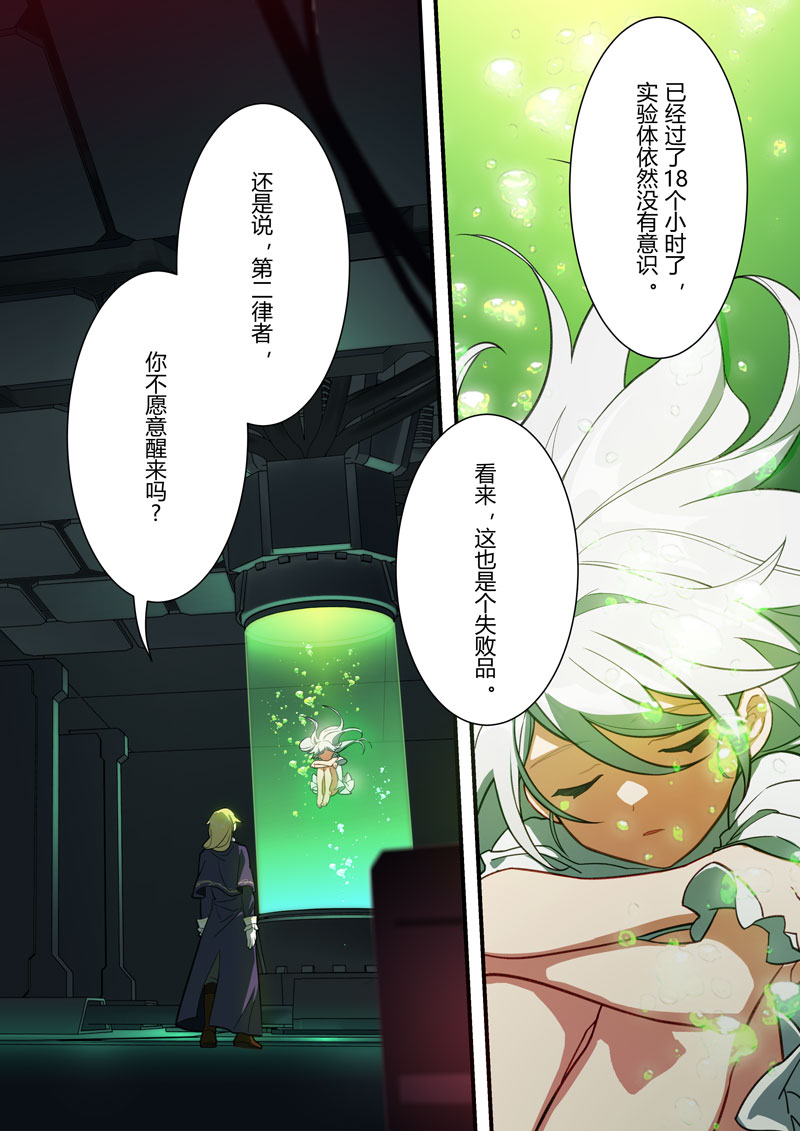 已经过了18个小时了，
实验体依然没有意识。
看来，这也是个失败品。
还是说，第二律者，
你不愿意醒来吗？